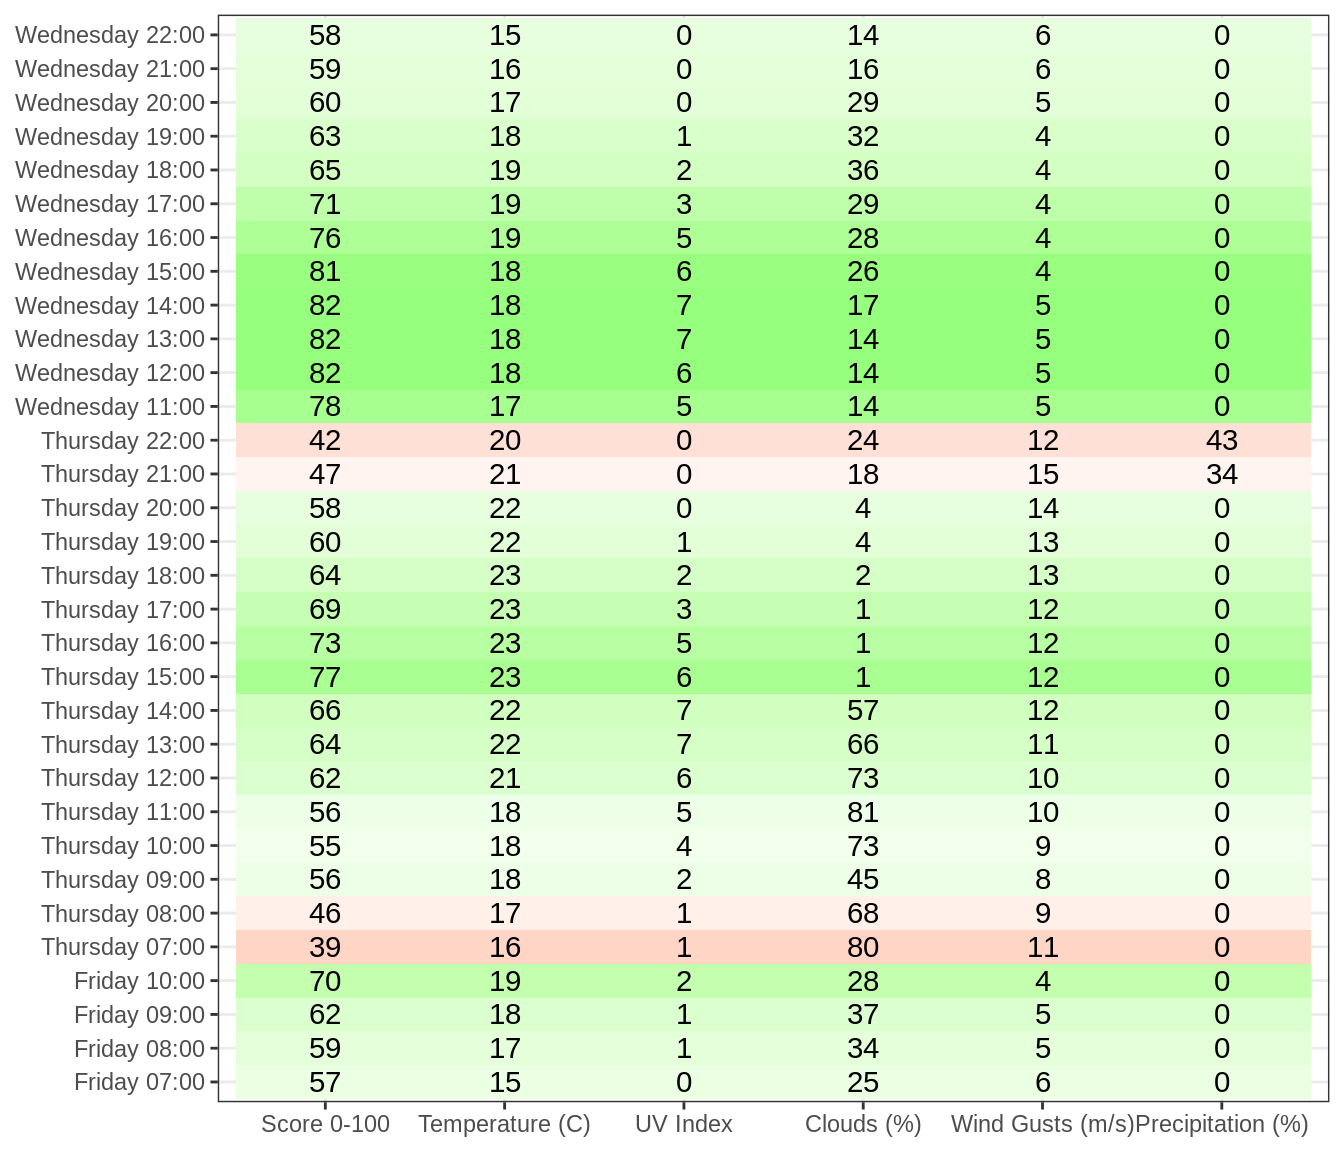 Wednesday 22:00 58 15 0 14 6 0
Wednesday 21:00 59 16 0 16 6 0
Wednesday 20:00 60 17 0 29 5 0
Wednesday 19:00 63 18 1 32 4 0
Wednesday 18:00 65 19 2 36 4 0
Wednesday 17:00 71 19 3 29 4 0
Wednesday 16:00 76 19 5 28 4 0
Wednesday 15:00 81 18 6 26 4 0
Wednesday 14:00 82 18 7 17 5 0
Wednesday 13:00 82 18 7 14 5 0
Wednesday 12:00 82 18 6 14 5 0
Wednesday 11:00 78 17 5 14 5 0
Thursday 22:00 42 20 0 24 12 43
Thursday 21:00 47 21 0 18 15 34
Thursday 20:00 58 22 0 4 14 0
Thursday 19:00 60 22 1 4 13 0
Thursday 18:00 64 23 2 2 13 0
Thursday 17:00 69 23 3 1 12 0
Thursday 16:00 73 23 5 1 12 0
Thursday 15:00 77 23 6 1 12 0
Thursday 14:00 66 22 7 57 12 0
Thursday 13:00 64 22 7 66 11 0
Thursday 12:00 62 21 6 73 10 0
Thursday 11:00 56 18 5 81 10 0
Thursday 10:00 55 18 4 73 9 0
Thursday 09:00 56 18 2 45 8 0
Thursday 08:00 46 17 1 68 9 0
Thursday 07:00 39 16 1 80 11 0
Friday 10:00 70 19 2 28 4 0
Friday 09:00 62 18 1 37 5 0
Friday 08:00 59 17 1 34 5 0
Friday 07:00 57 15 0 25 6 0
Score 0-100 Temperature (C) UV Index Clouds (%) Wind Gusts (m/s) Precipitation (%)